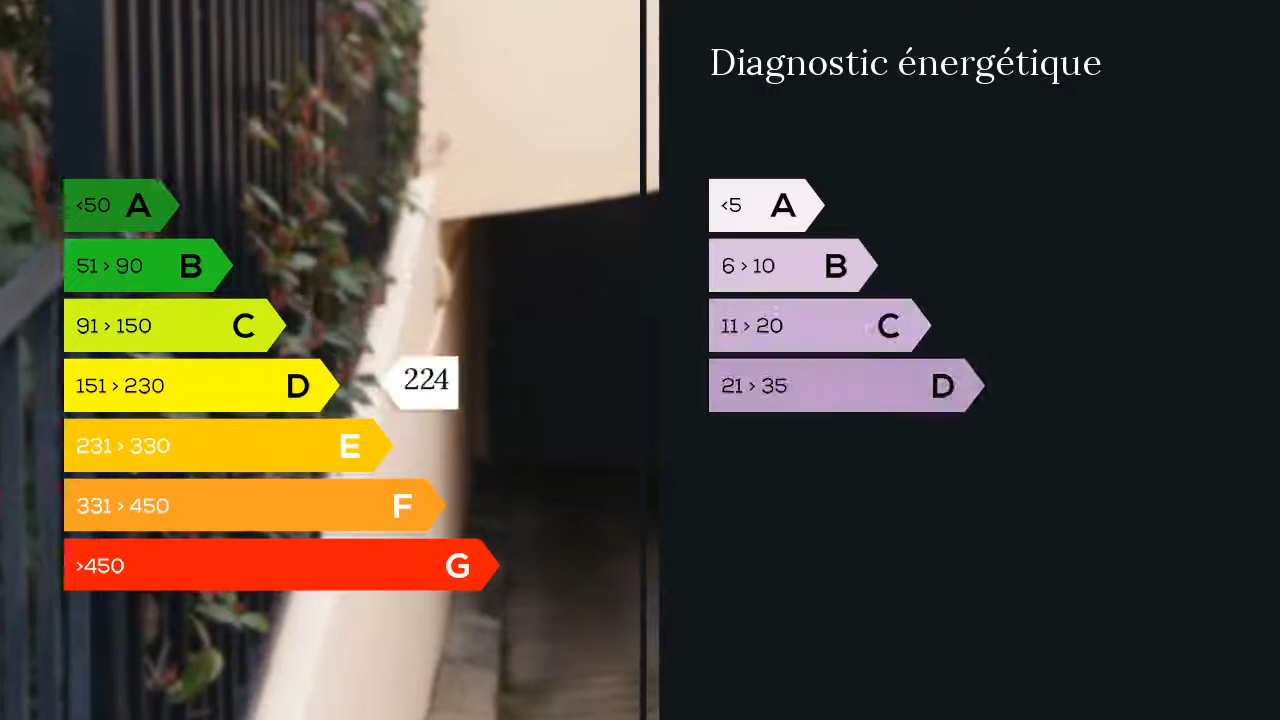 Diagnostic énergétique
<50 A
51 > 90 B
91 > 150 C
151 > 230 D
224
231 > 330 E
331 > 450 F
>450 G
<5 A
6 > 10 B
11 > 20 C
21 > 35 D